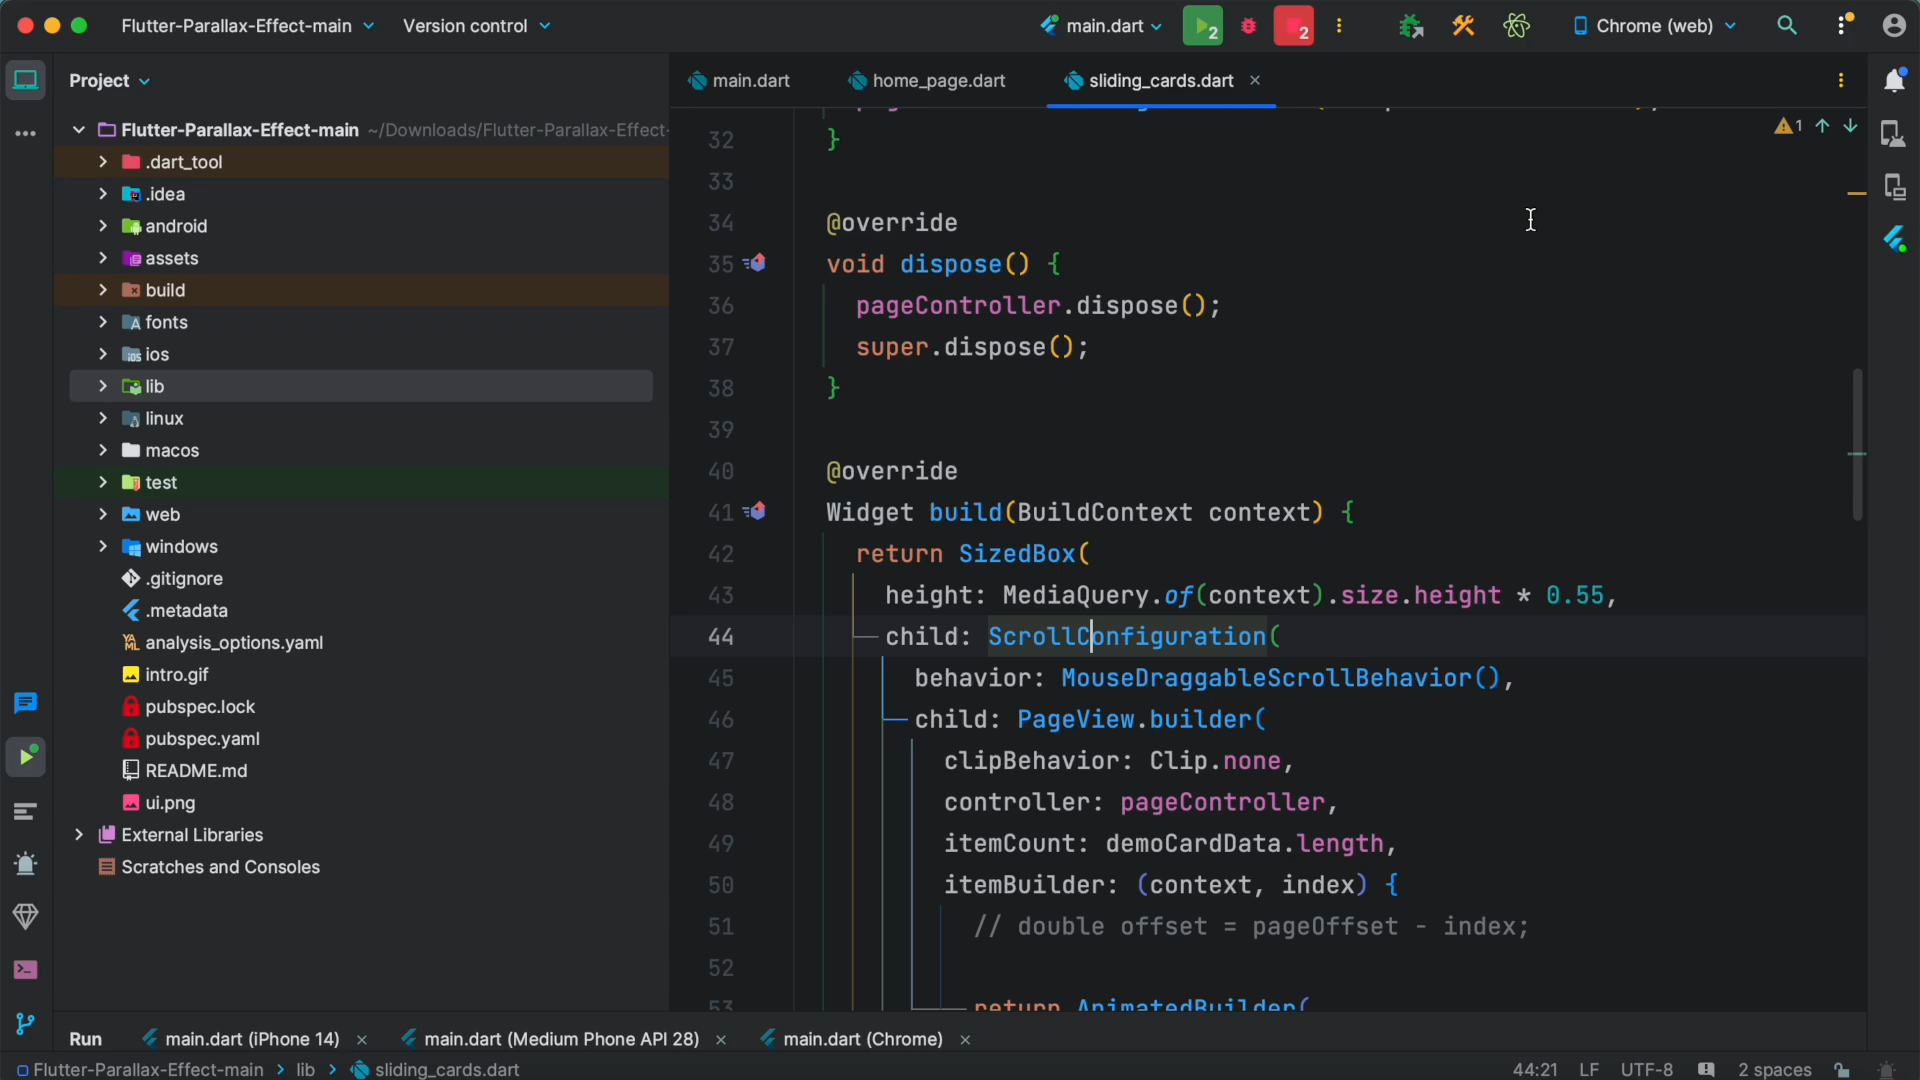 Flutter-Parallax-Effect-main Version control main.dart 2 2 Chrome (web)
Project main.dart home_page.dart sliding_cards.dart
Flutter-Parallax-Effect-main ~/Downloads/Flutter-Parallax-Effect-
.dart_tool
.idea
android
assets
build
fonts
ios
lib
linux
macos
test
web
windows
.gitignore
.metadata
analysis_options.yaml
intro.gif
pubspec.lock
pubspec.yaml
README.md
ui.png
External Libraries
Scratches and Consoles
1
32 }
33
34 @override
35 void dispose() {
36 pageController.dispose();
37 super.dispose();
38 }
39
40 @override
41 Widget build(BuildContext context) {
42 return SizedBox(
43 height: MediaQuery.of(context).size.height * 0.55,
44 child: ScrollConfiguration(
45 behavior: MouseDraggableScrollBehavior(),
46 child: PageView.builder(
47 clipBehavior: Clip.none,
48 controller: pageController,
49 itemCount: demoCardData.length,
50 itemBuilder: (context, index) {
51 // double offset = pageOffset - index;
52
53 return AnimatedBuilder(
Run main.dart (iPhone 14) main.dart (Medium Phone API 28) main.dart (Chrome)
Flutter-Parallax-Effect-main lib sliding_cards.dart 44:21 LF UTF-8 2 spaces